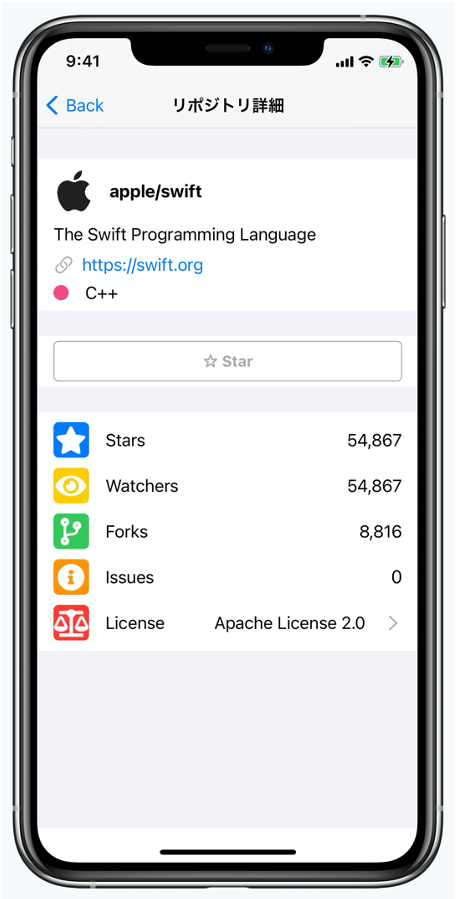 9:41
Back
リポジトリ詳細
apple/swift
The Swift Programming Language
https://swift.org
C++
☆ Star
Stars 54,867
Watchers 54,867
Forks 8,816
Issues 0
License Apache License 2.0